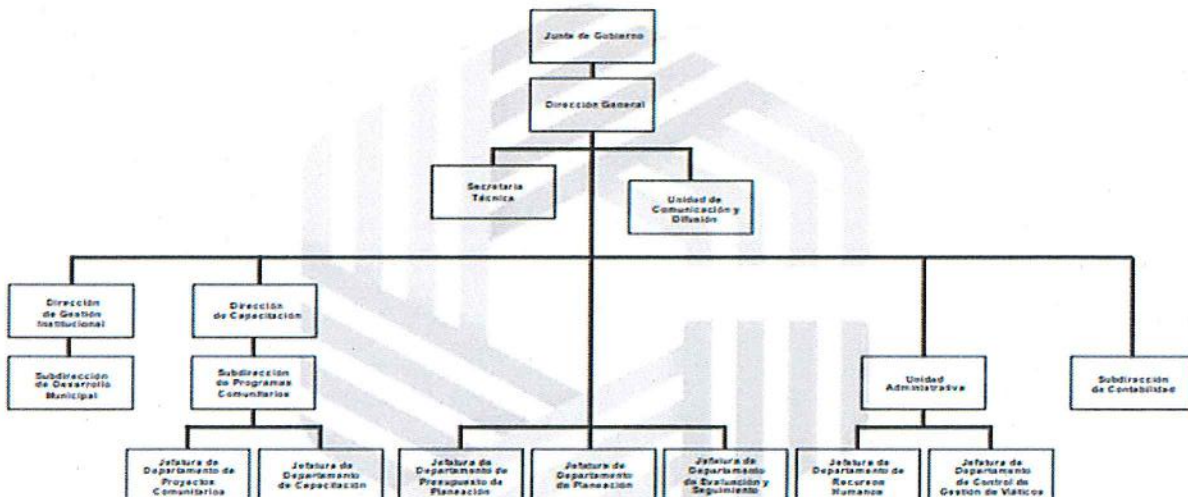 Junta de Gobierno
Dirección General
Secretaria
Técnica
Unidad de
Comunicación y
Difusión
Dirección
de Gestión
Institucional
Dirección
de Capacitación
Subdirección
de Desarrollo
Municipal
Subdirección
de Programas
Comunitarios
Unidad
Administrativa
Subdirección
de Contabilidad
Jefatura de
Departamento de
Proyectos
Comunitarios
Jefatura de
Departamento
de Capacitación
Jefatura de
Departamento de
Presupuesto de
Planeación
Jefatura de
Departamento
de Planeación
Jefatura de
Departamento
de Evaluación y
Seguimiento
Jefatura de
Departamento de
Recursos
Humanos
Jefatura de
Departamento
de Control de
Gestión de Viáticos